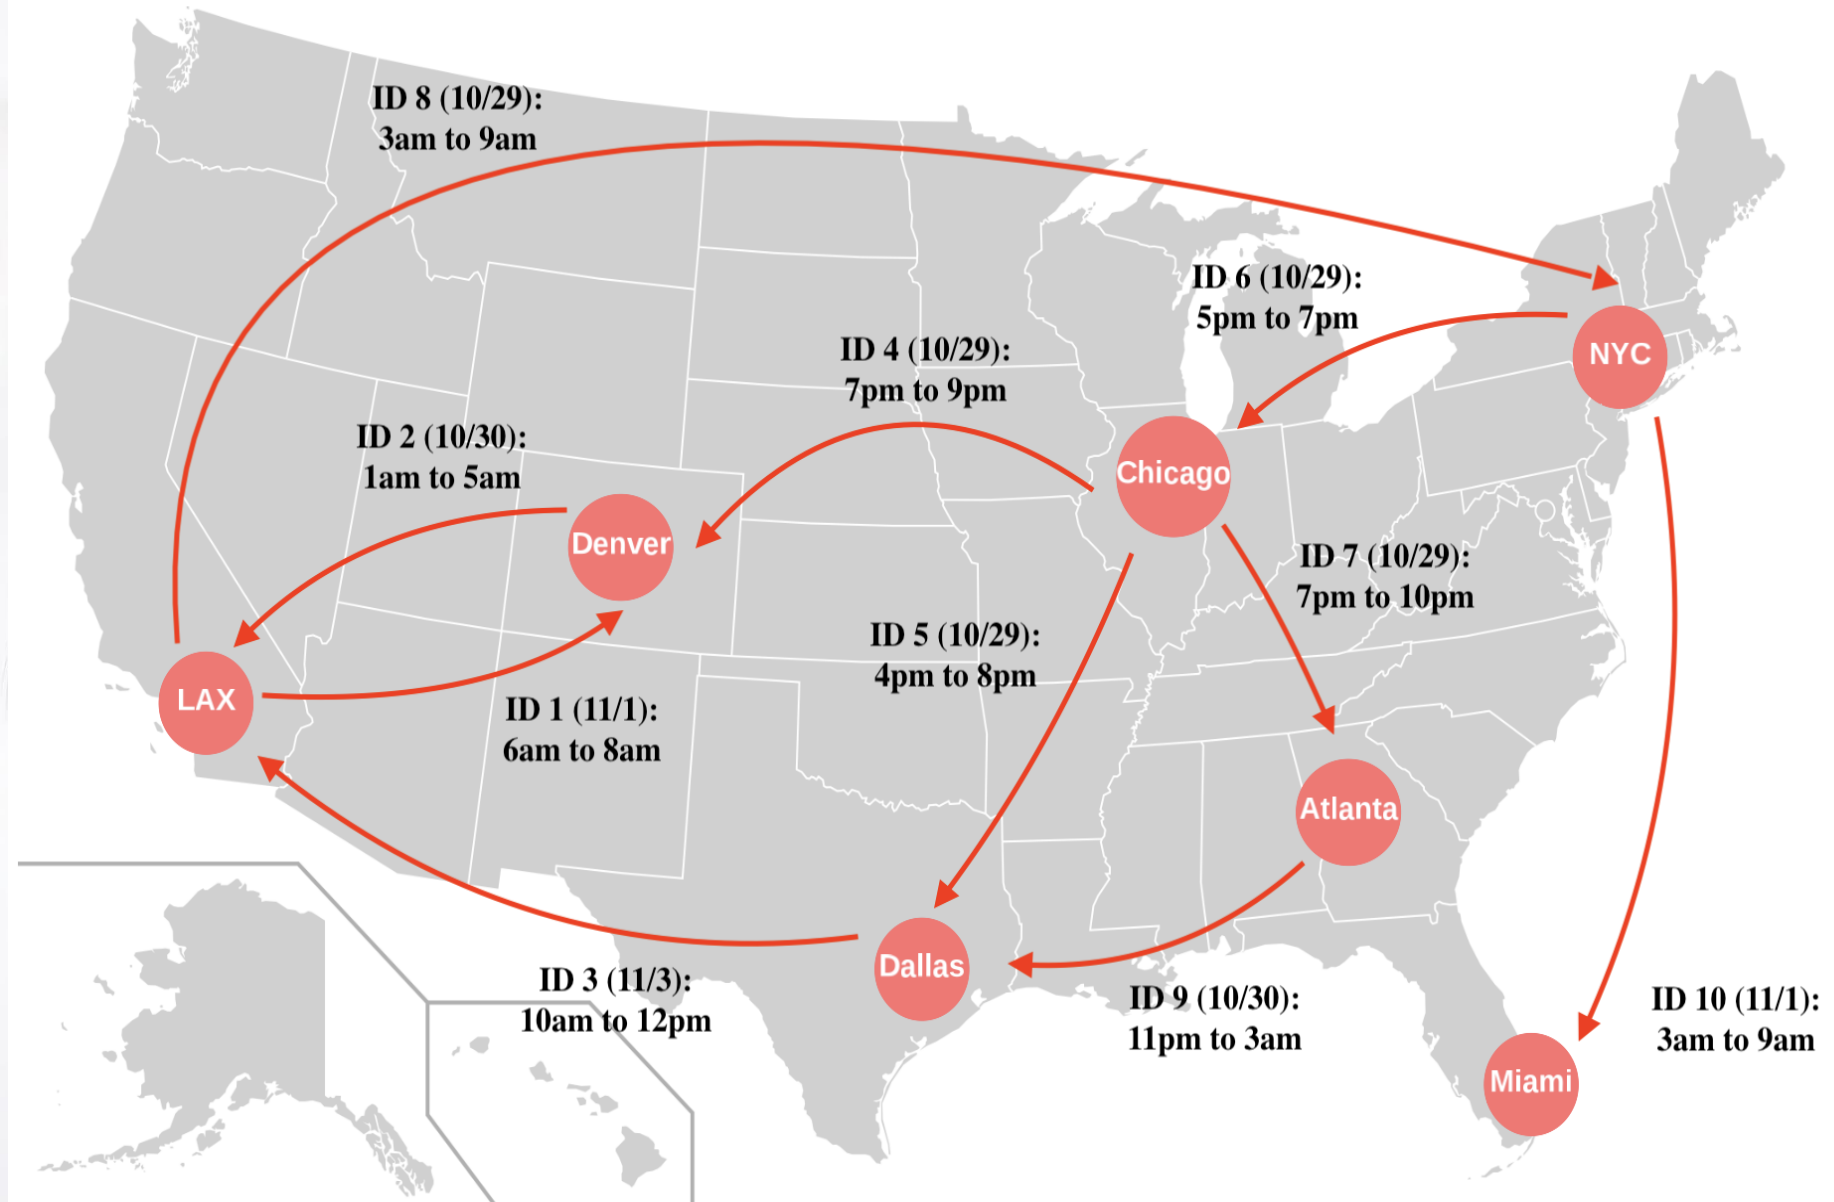 ID 8 (10/29):
3am to 9am
ID 6 (10/29):
5pm to 7pm
NYC
ID 4 (10/29):
7pm to 9pm
ID 2 (10/30):
1am to 5am
Chicago
Denver
ID 7 (10/29):
7pm to 10pm
ID 5 (10/29):
4pm to 8pm
LAX
ID 1 (11/1):
6am to 8am
Atlanta
Dallas
ID 3 (11/3):
10am to 12pm
ID 9 (10/30):
11pm to 3am
ID 10 (11/1):
3am to 9am
Miami